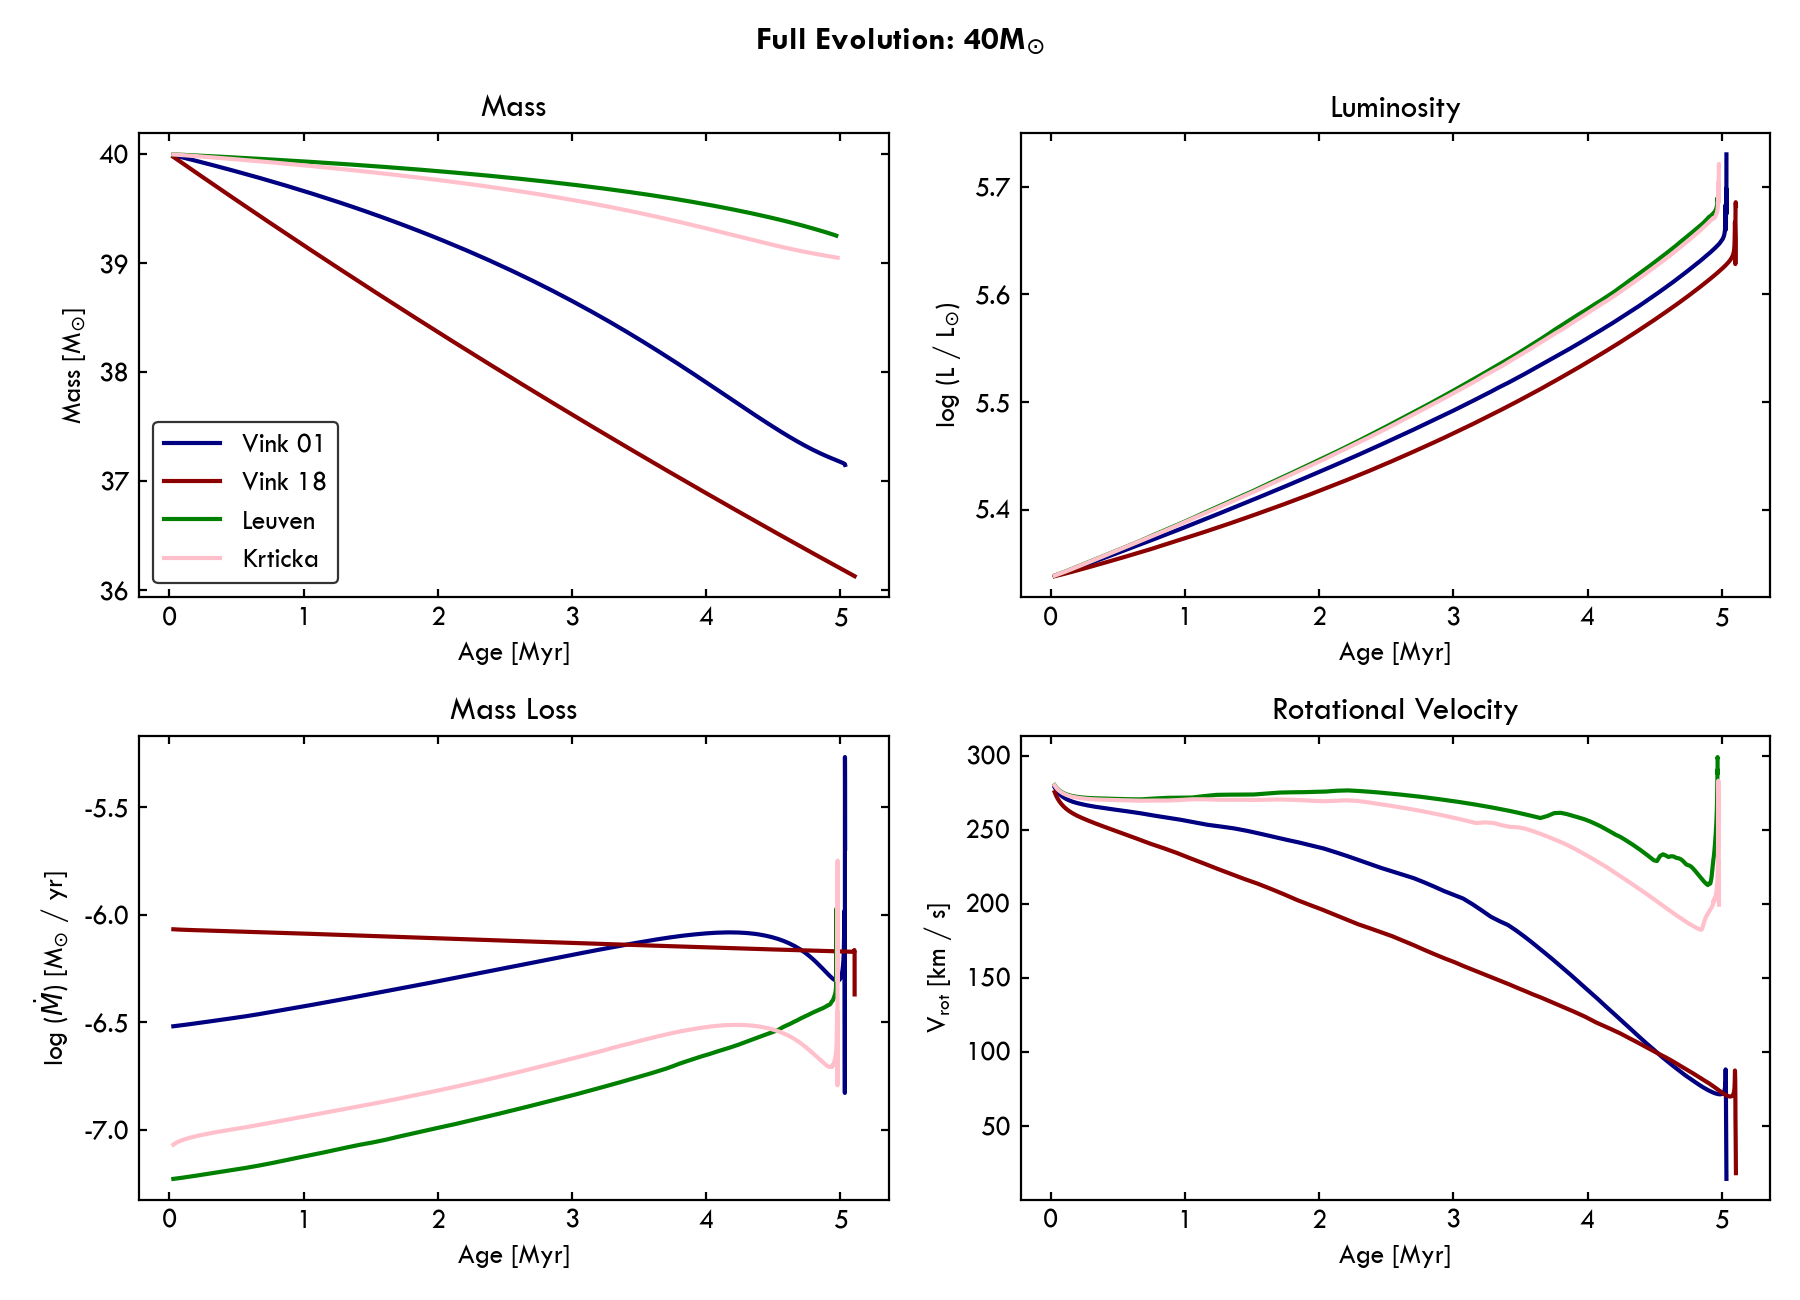 Full Evolution: 40M⊙
Mass
40
39
38
37
36
Mass [M⊙]
Vink 01
Vink 18
Leuven
Krticka
0 1 2 3 4 5
Age [Myr]
Luminosity
5.7
5.6
5.5
5.4
log (L / L⊙)
0 1 2 3 4 5
Age [Myr]
Mass Loss
-5.5
-6.0
-6.5
-7.0
log (Ṁ) [M⊙ / yr]
0 1 2 3 4 5
Age [Myr]
Rotational Velocity
300
250
200
150
100
50
Vrot [km / s]
0 1 2 3 4 5
Age [Myr]